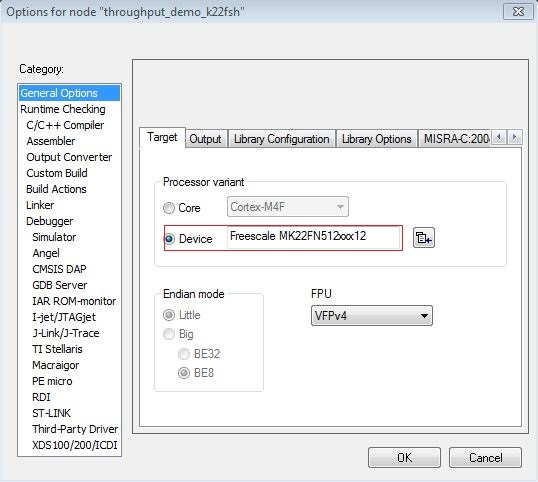 Options for node "throughput_demo_k22fsh"
Category:
General Options
Runtime Checking
C/C++ Compiler
Assembler
Output Converter
Custom Build
Build Actions
Linker
Debugger
Simulator
Angel
CMSIS DAP
GDB Server
IAR ROM-monitor
I-jet/JTAGjet
J-Link/J-Trace
TI Stellaris
Macraigor
PE micro
RDI
ST-LINK
Third-Party Driver
XDS100/200/ICDI
Target Output Library Configuration Library Options MISRA-C:200
Processor variant
Core Cortex-M4F
Device Freescale MK22FN512xxx12
Endian mode
Little
Big
BE32
BE8
FPU
VFPv4
OK Cancel